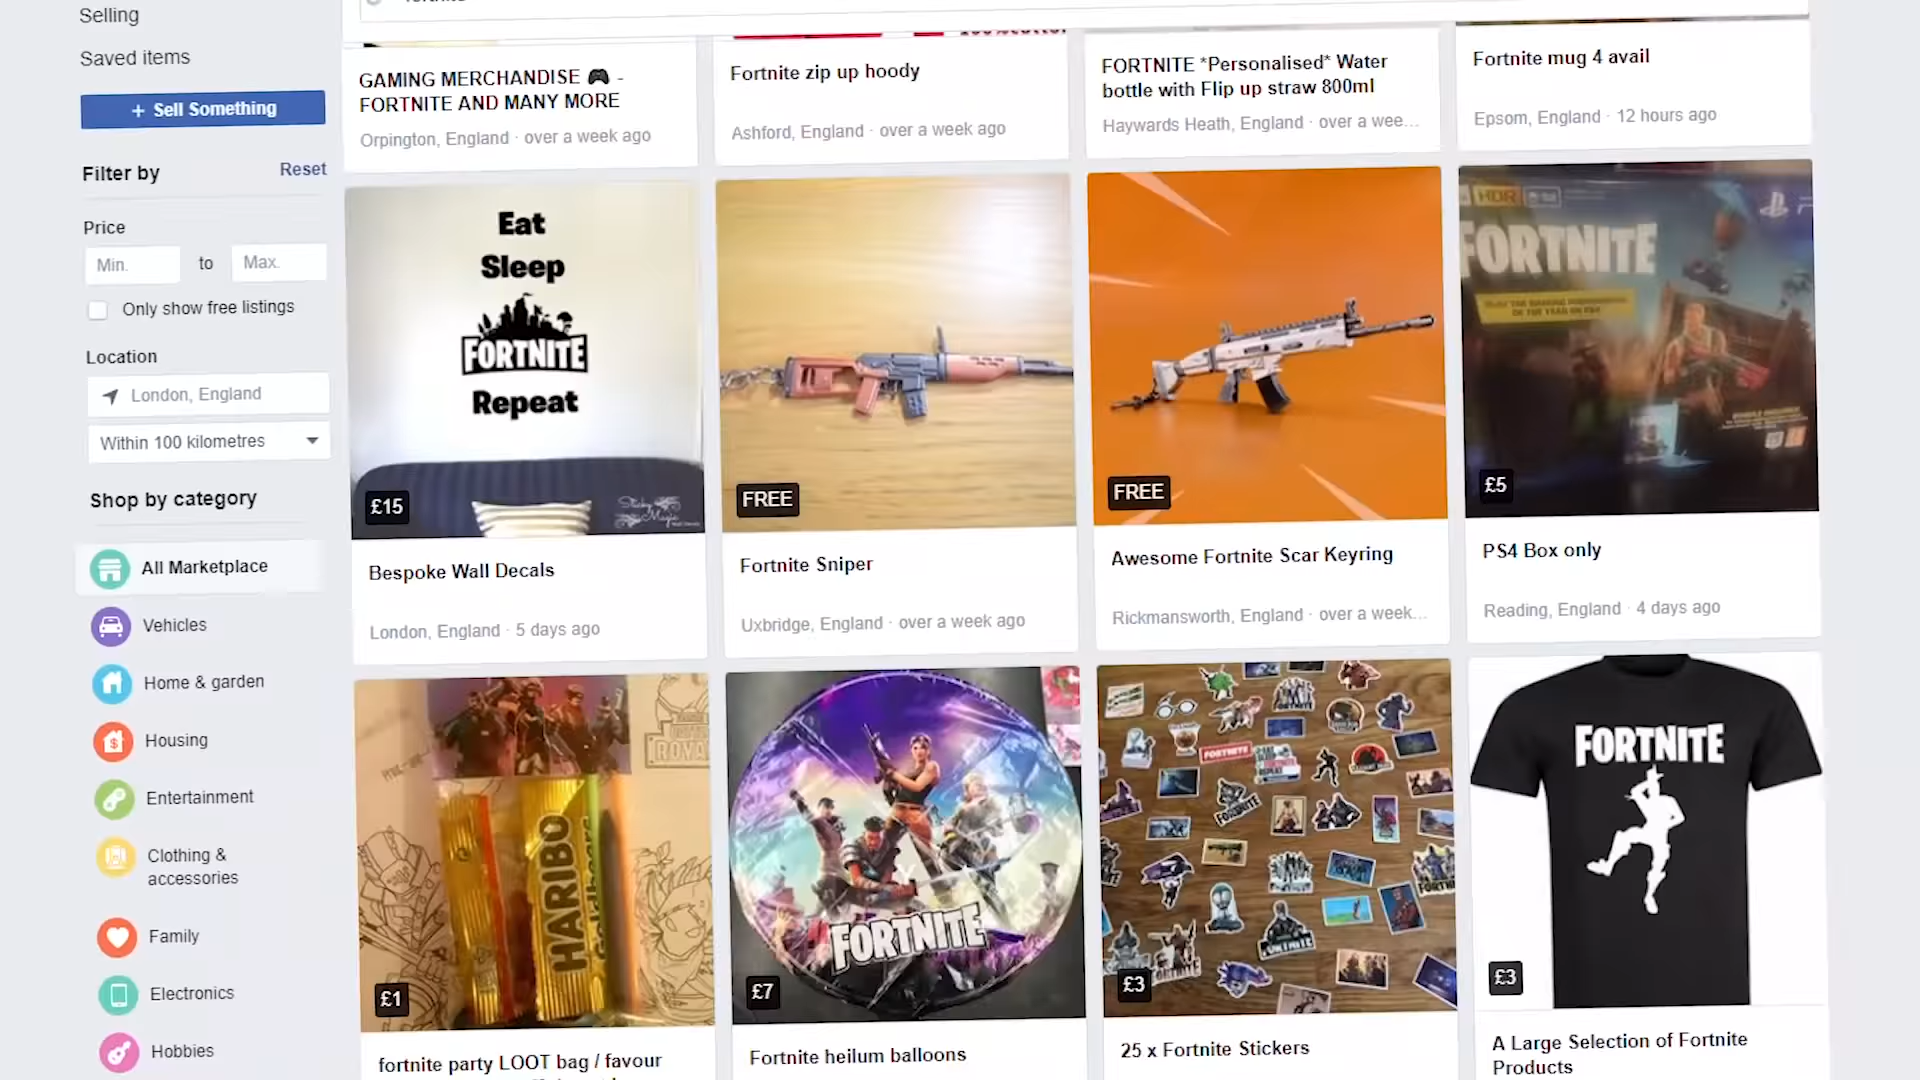 Selling
Saved items
+ Sell Something
Filter by
Reset
Price
Min.
to
Max.
Only show free listings
Location
London, England
Within 100 kilometres
Shop by category
All Marketplace
Vehicles
Home & garden
Housing
Entertainment
Clothing &
accessories
Family
Electronics
Hobbies
GAMING MERCHANDISE 🎮 -
FORTNITE AND MANY MORE
Orpington, England · over a week ago
Fortnite zip up hoody
Ashford, England · over a week ago
FORTNITE *Personalised* Water
bottle with Flip up straw 800ml
Haywards Heath, England · over a wee...
Fortnite mug 4 avail
Epsom, England · 12 hours ago
Eat
Sleep
FORTNITE
Repeat
£15
Bespoke Wall Decals
London, England · 5 days ago
FREE
Fortnite Sniper
Uxbridge, England · over a week ago
FREE
Awesome Fortnite Scar Keyring
Rickmansworth, England · over a week...
HDR
FORTNITE
£5
PS4 Box only
Reading, England · 4 days ago
HARIBO
Goldbears
£1
fortnite party LOOT bag / favour
FORTNITE
£7
Fortnite heilum balloons
£3
25 x Fortnite Stickers
FORTNITE
£3
A Large Selection of Fortnite
Products